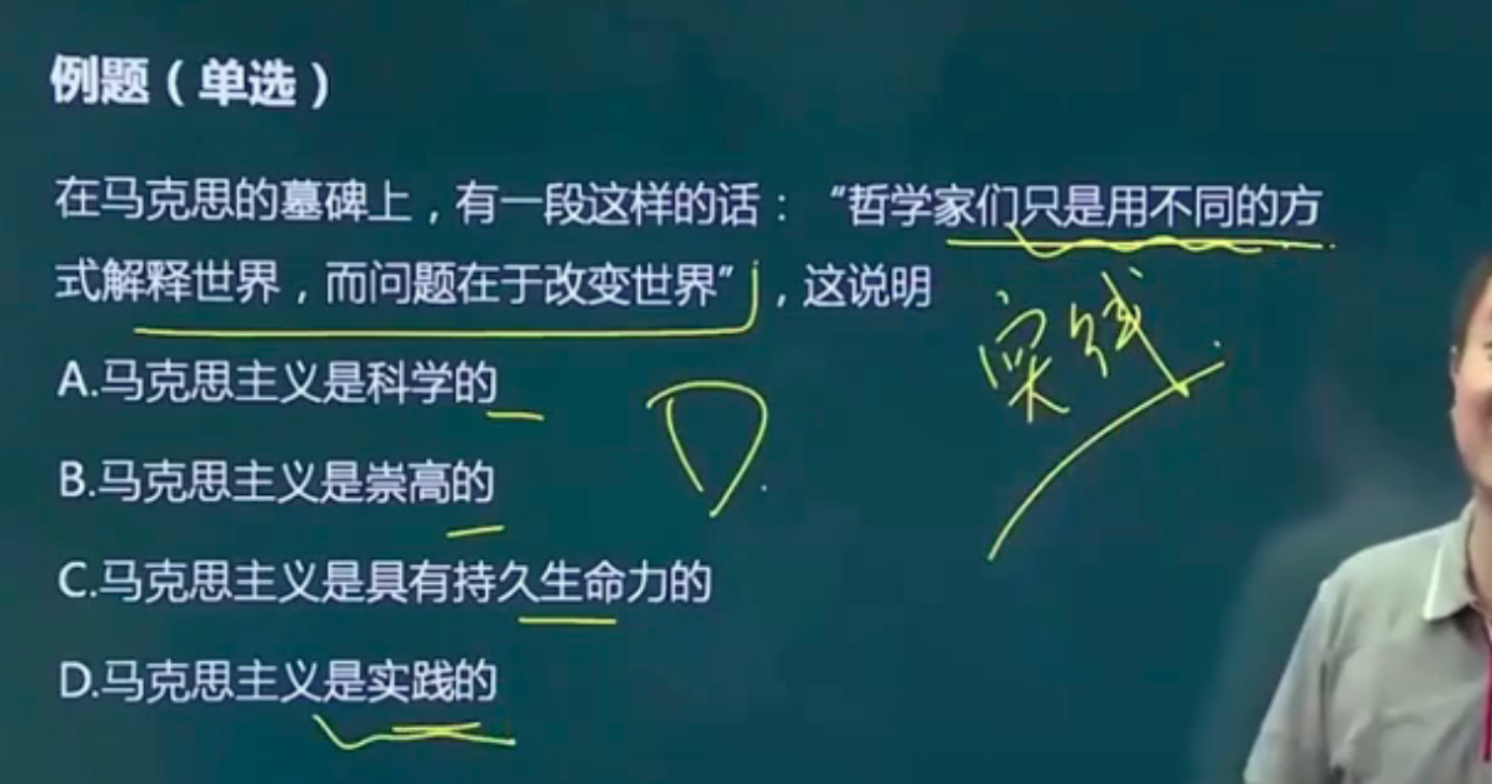 例题（单选）
在马克思的墓碑上，有一段这样的话：“哲学家们只是用不同的方
式解释世界，而问题在于改变世界”，这说明
实践
A.马克思主义是科学的
B.马克思主义是崇高的
C.马克思主义是具有持久生命力的
D.马克思主义是实践的